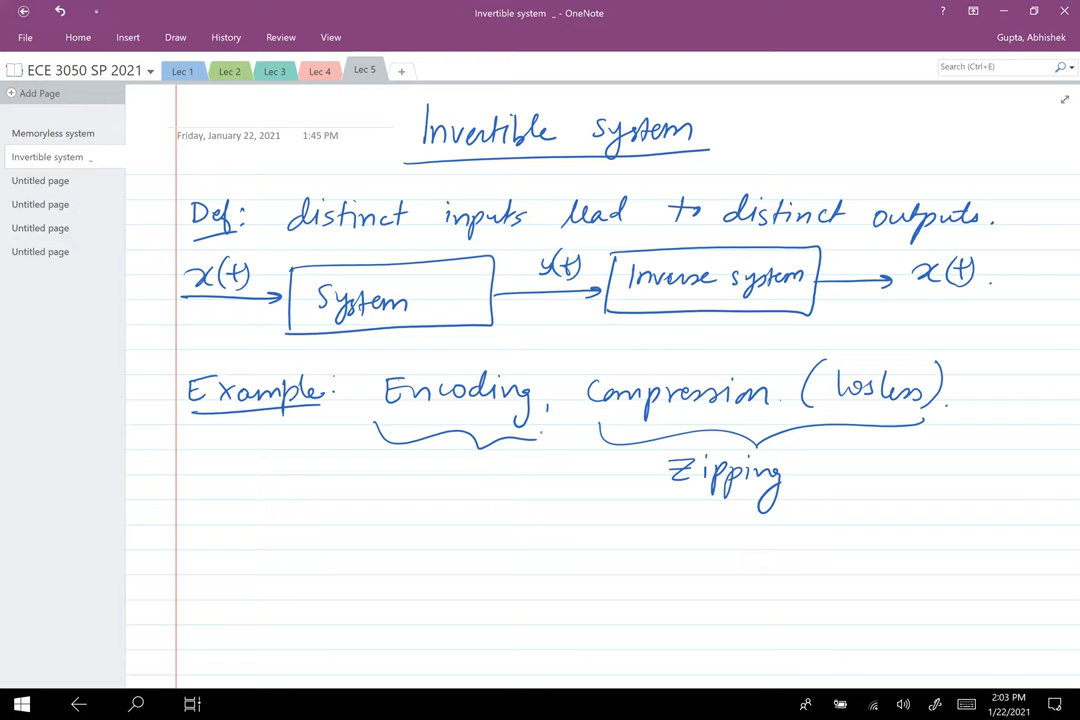 Invertible system _ - OneNote
?
File Home Insert Draw History Review View
Gupta, Abhishek
ECE 3050 SP 2021 Lec 1 Lec 2 Lec 3 Lec 4 Lec 5 +
Search (Ctrl+E)
Add Page
Memoryless system
Invertible system _
Untitled page
Untitled page
Untitled page
Untitled page
Friday, January 22, 2021 1:45 PM
Invertible system
Def: distinct inputs lead to distinct outputs.
x(t) System y(t) Inverse system x(t).
Example: Encoding, Compression (losless).
Zipping
2:03 PM
1/22/2021